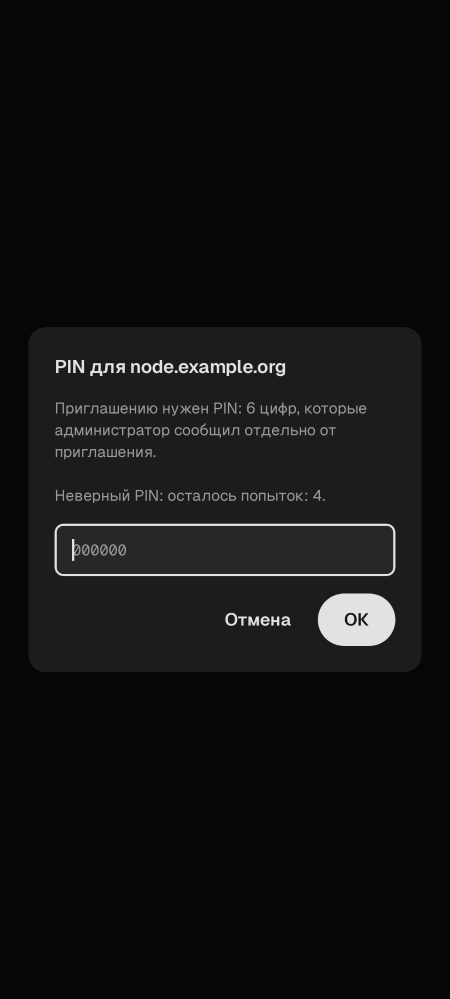 PIN для node.example.org
Приглашению нужен PIN: 6 цифр, которые
администратор сообщил отдельно от
приглашения.
Неверный PIN: осталось попыток: 4.
000000
Отмена
ОК